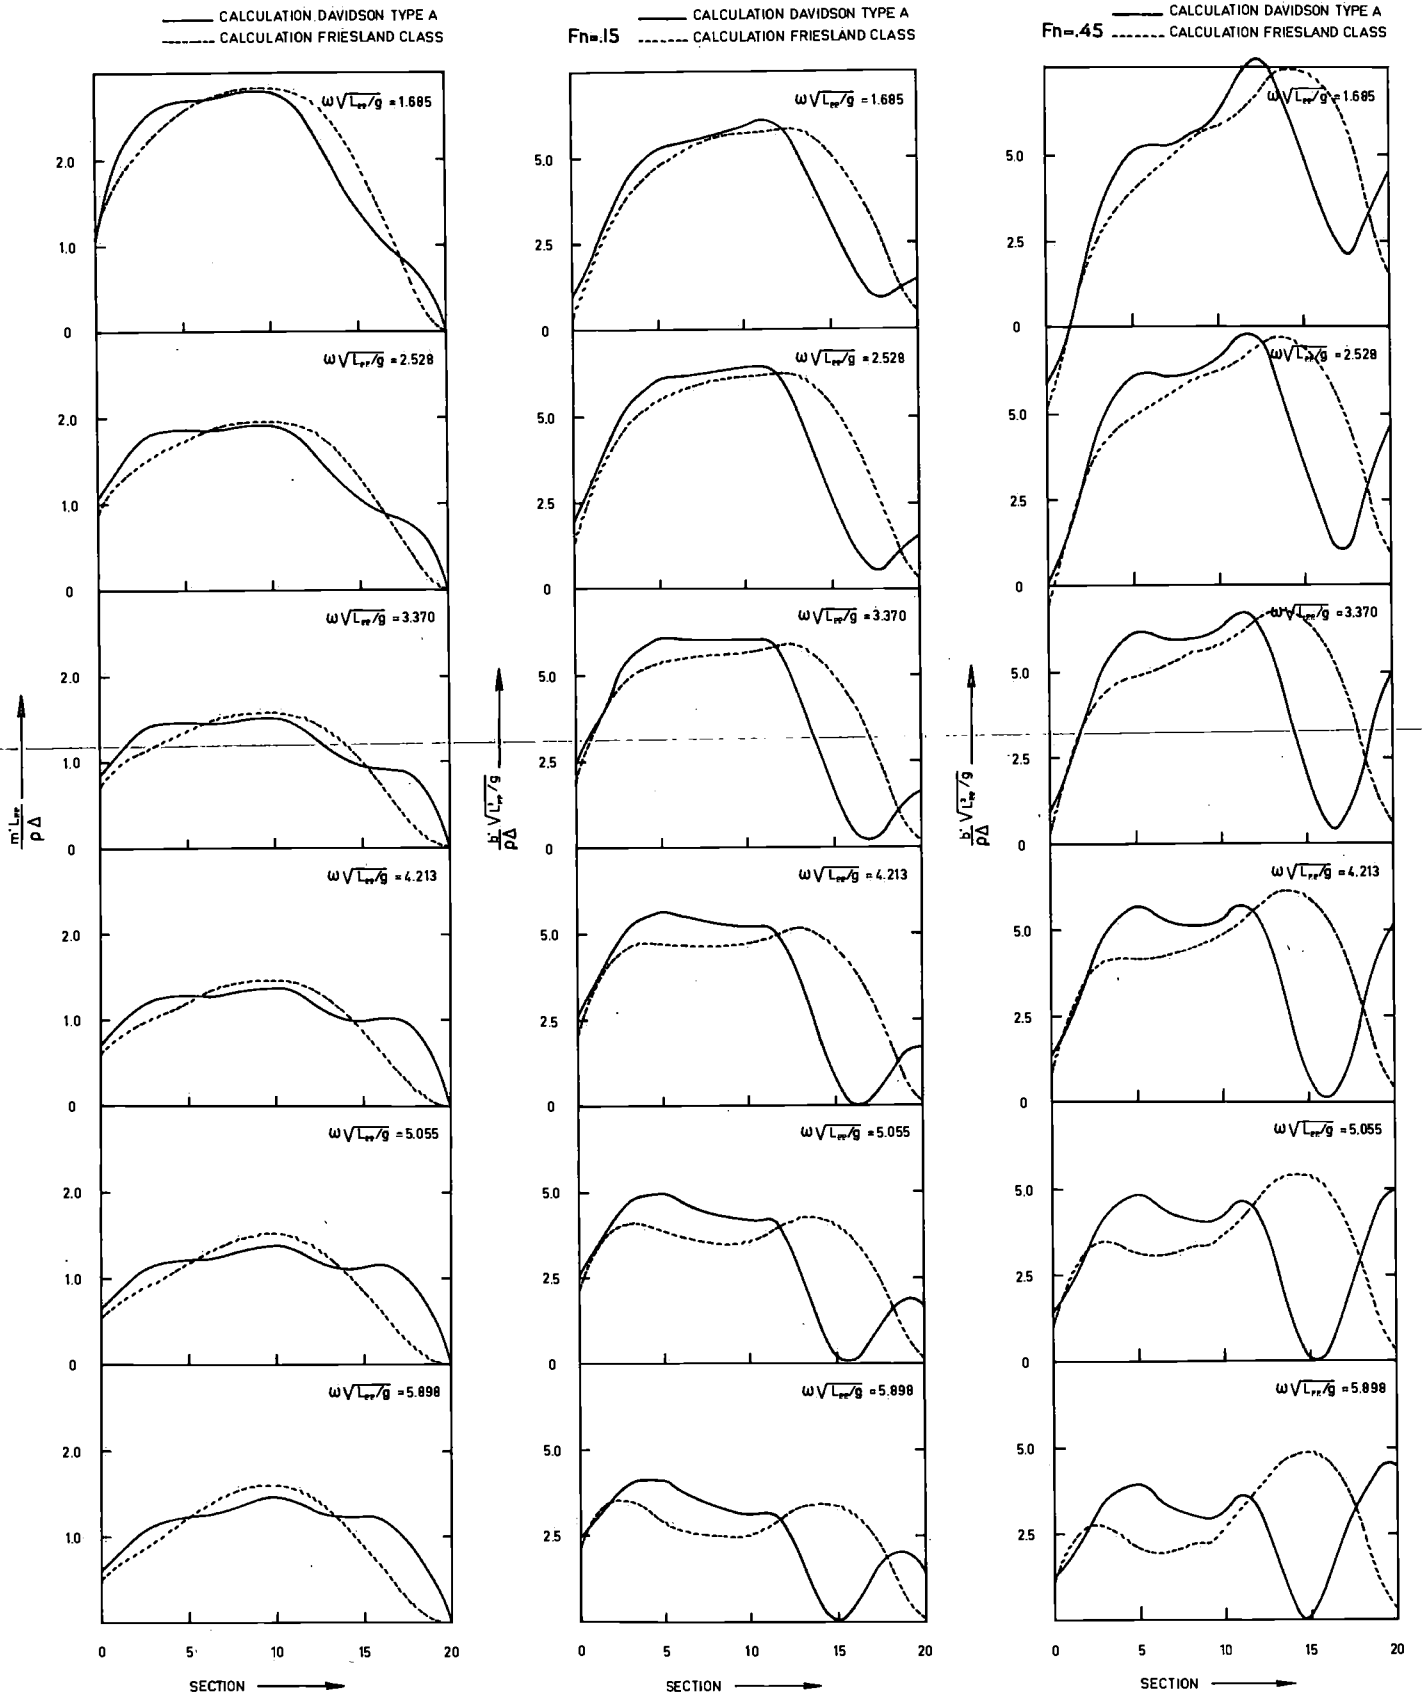 CALCULATION DAVIDSON TYPE A
CALCULATION FRIESLAND CLASS
ω√Lpp/g = 1.685
2.0
1.0
0
ω√Lpp/g = 2.528
2.0
1.0
0
ω√Lpp/g = 3.370
2.0
1.0
0
m' Lpp
ρ∆
ω√Lpp/g = 4.213
2.0
1.0
0
ω√Lpp/g = 5.055
2.0
1.0
0
ω√Lpp/g = 5.898
2.0
1.0
0 5 10 15 20
SECTION
Fn=.15
CALCULATION DAVIDSON TYPE A
CALCULATION FRIESLAND CLASS
ω√Lpp/g = 1.685
5.0
2.5
0
ω√Lpp/g = 2.528
5.0
2.5
0
ω√Lpp/g = 3.370
5.0
2.5
0
b' √L³pp/g
ρ∆
ω√Lpp/g = 4.213
5.0
2.5
0
ω√Lpp/g = 5.055
5.0
2.5
0
ω√Lpp/g = 5.898
5.0
2.5
0 5 10 15 20
SECTION
Fn=.45
CALCULATION DAVIDSON TYPE A
CALCULATION FRIESLAND CLASS
ω√Lpp/g = 1.685
5.0
2.5
0
ω√Lpp/g = 2.528
5.0
2.5
0
ω√Lpp/g = 3.370
5.0
2.5
0
b' √L³pp/g
ρ∆
ω√Lpp/g = 4.213
5.0
2.5
0
ω√Lpp/g = 5.055
5.0
2.5
0
ω√Lpp/g = 5.898
5.0
2.5
0 5 10 15 20
SECTION